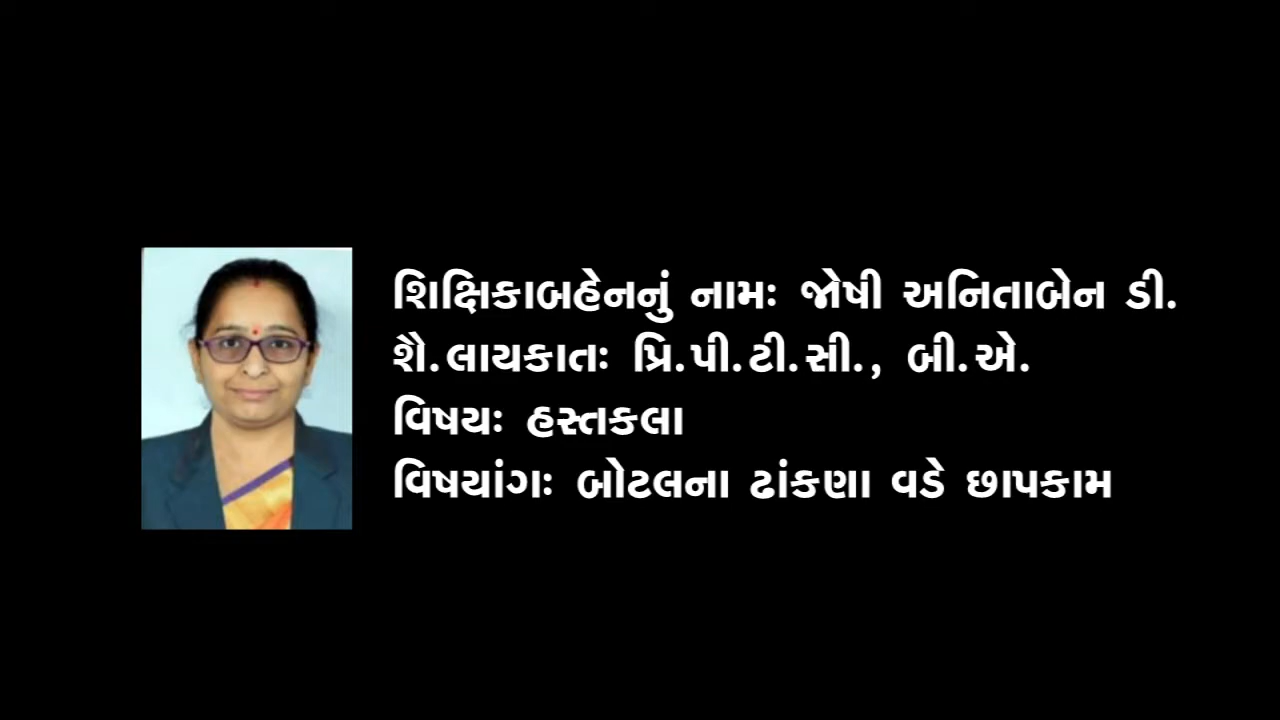 શિક્ષિકાબહેનનું નામઃ જોષી અનિતાબેન ડી.
શૈ.લાયકાતઃ પ્રિ.પી.ટી.સી., બી.એ.
વિષયઃ હસ્તકલા
વિષયાંગઃ બોટલના ઢાંકણા વડે છાપકામ